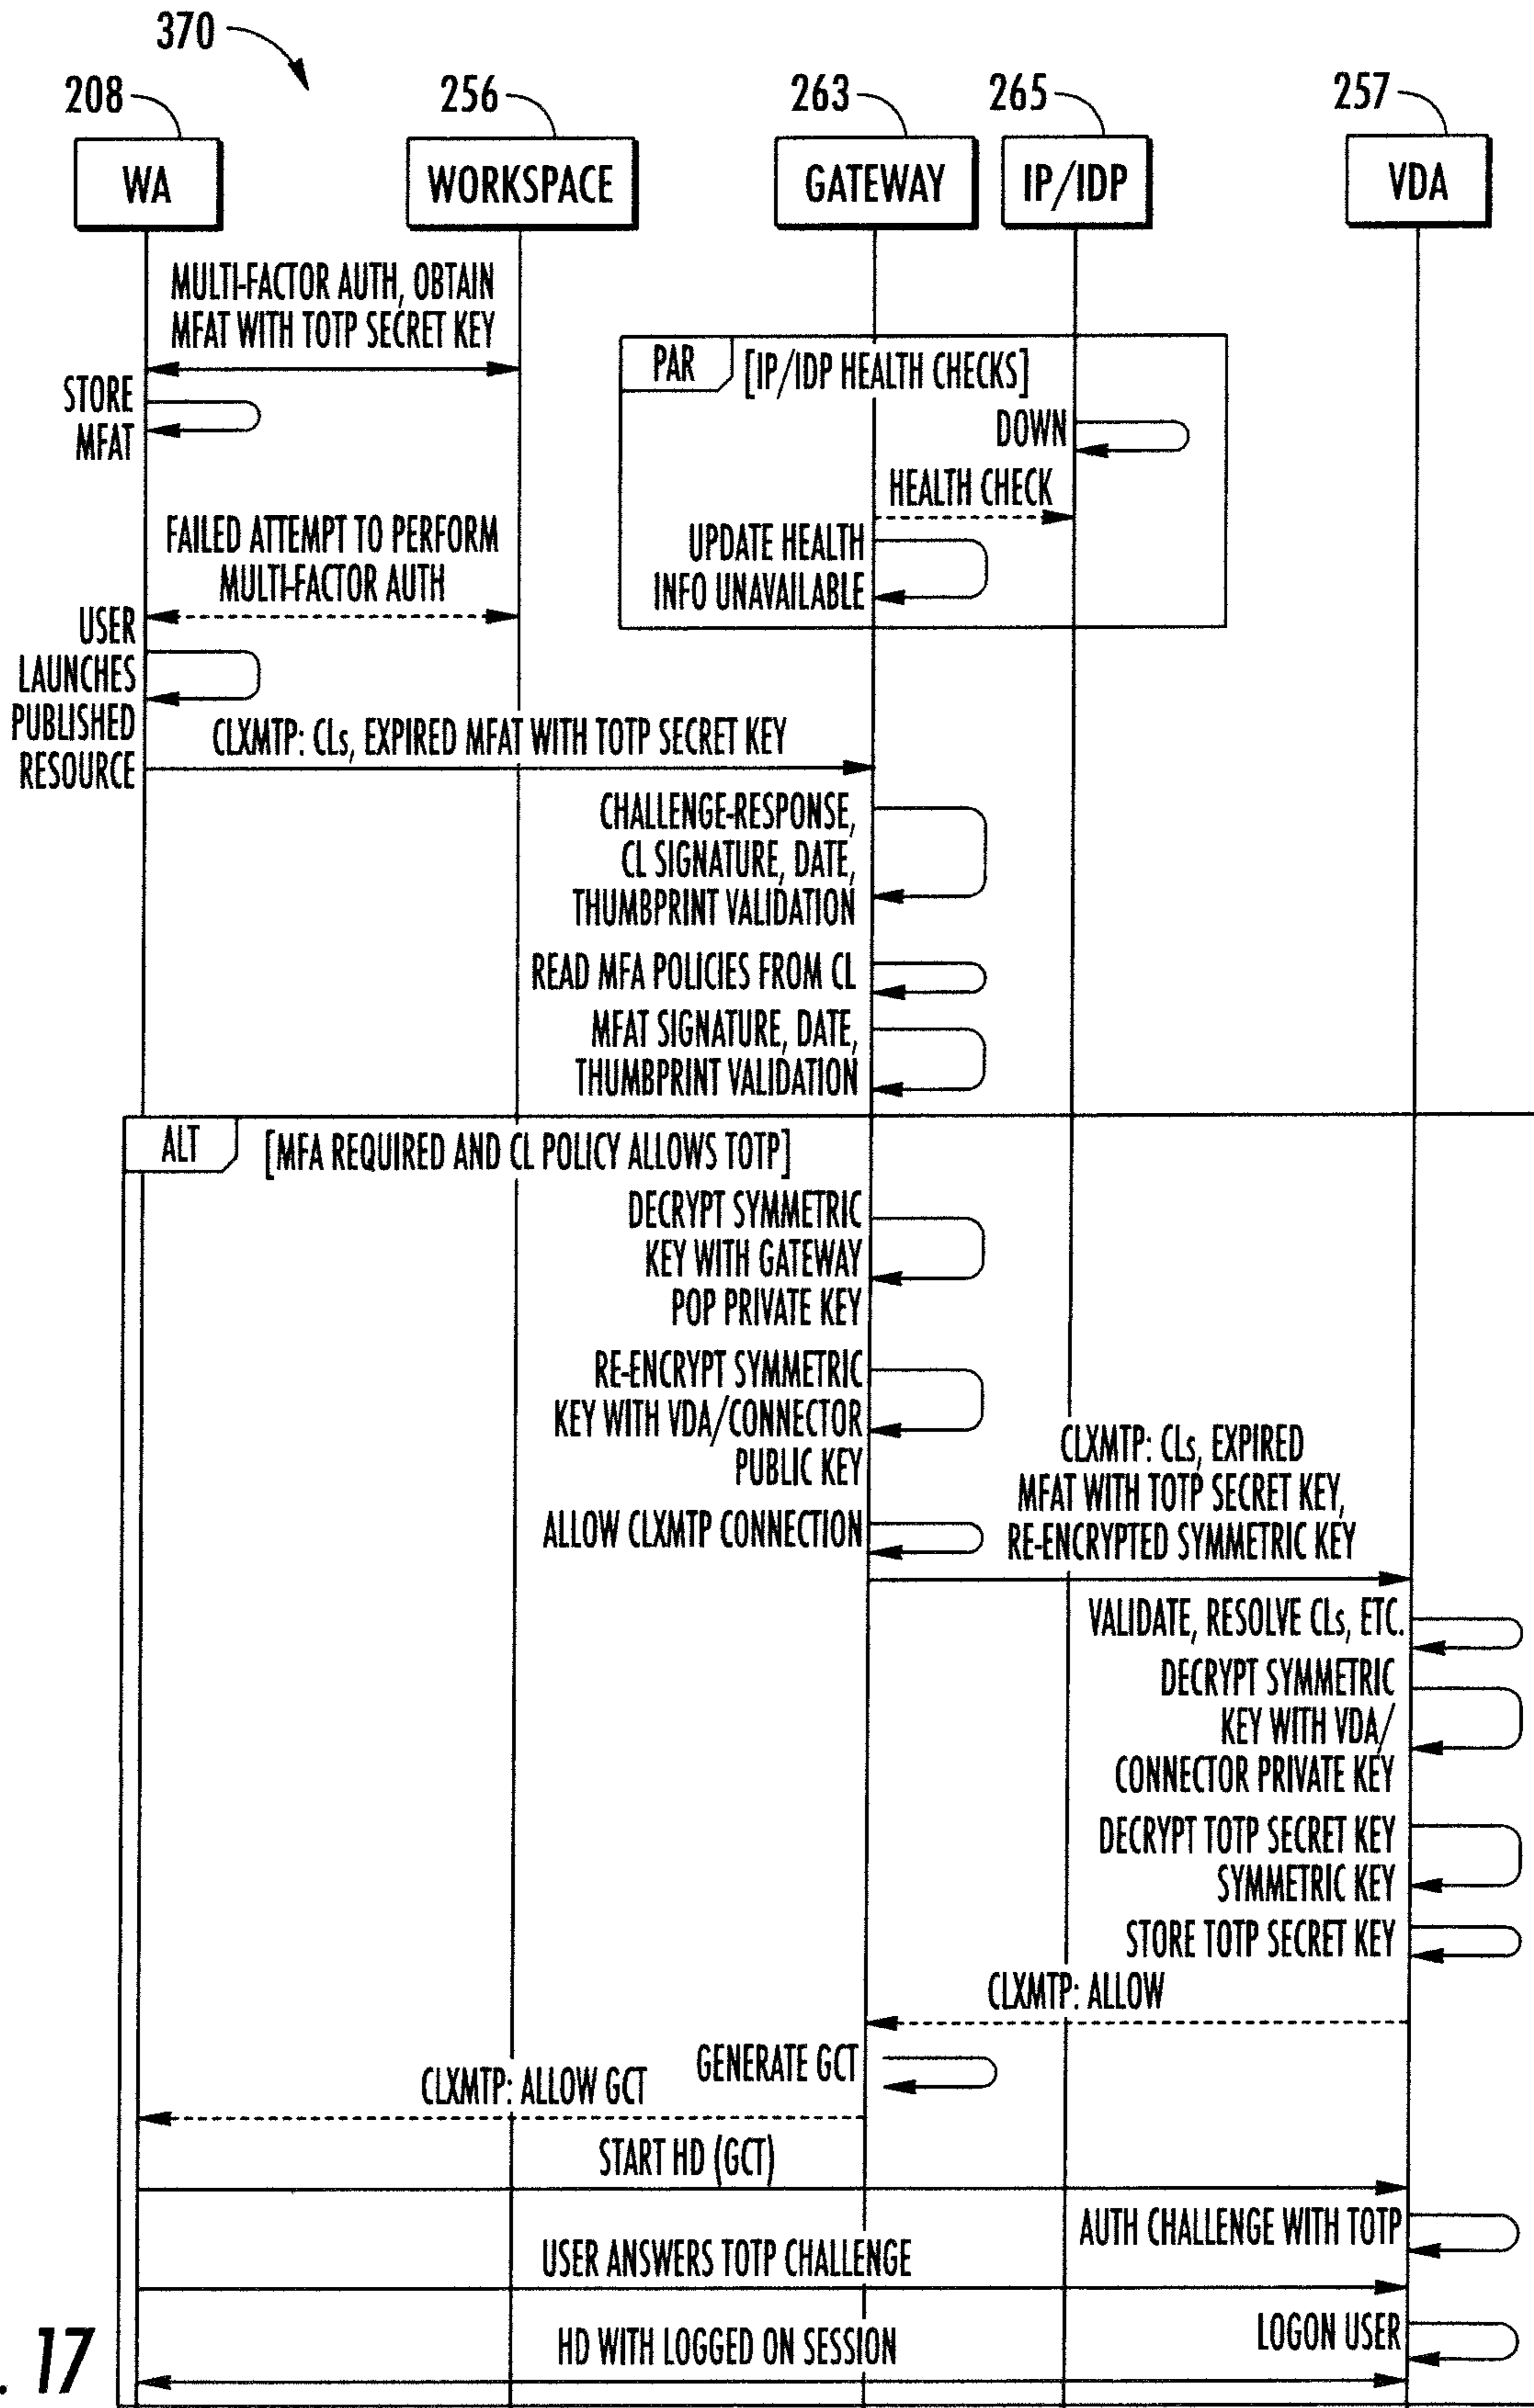 370
208
256
263
265
257
WA
WORKSPACE
GATEWAY
IP/IDP
VDA
MULTI-FACTOR AUTH, OBTAIN
MFAT WITH TOTP SECRET KEY
PAR
[IP/IDP HEALTH CHECKS]
STORE
MFAT
DOWN
HEALTH CHECK
FAILED ATTEMPT TO PERFORM
MULTI-FACTOR AUTH
UPDATE HEALTH
INFO UNAVAILABLE
USER
LAUNCHES
PUBLISHED
RESOURCE
CLXMTP: CLs, EXPIRED MFAT WITH TOTP SECRET KEY
CHALLENGE-RESPONSE,
CL SIGNATURE, DATE,
THUMBPRINT VALIDATION
READ MFA POLICIES FROM CL
MFAT SIGNATURE, DATE,
THUMBPRINT VALIDATION
ALT
[MFA REQUIRED AND CL POLICY ALLOWS TOTP]
DECRYPT SYMMETRIC
KEY WITH GATEWAY
POP PRIVATE KEY
RE-ENCRYPT SYMMETRIC
KEY WITH VDA/CONNECTOR
PUBLIC KEY
CLXMTP: CLs, EXPIRED
MFAT WITH TOTP SECRET KEY,
RE-ENCRYPTED SYMMETRIC KEY
ALLOW CLXMTP CONNECTION
VALIDATE, RESOLVE CLs, ETC.
DECRYPT SYMMETRIC
KEY WITH VDA/
CONNECTOR PRIVATE KEY
DECRYPT TOTP SECRET KEY
SYMMETRIC KEY
STORE TOTP SECRET KEY
CLXMTP: ALLOW
GENERATE GCT
CLXMTP: ALLOW GCT
START HD (GCT)
AUTH CHALLENGE WITH TOTP
USER ANSWERS TOTP CHALLENGE
LOGON USER
HD WITH LOGGED ON SESSION
. 17